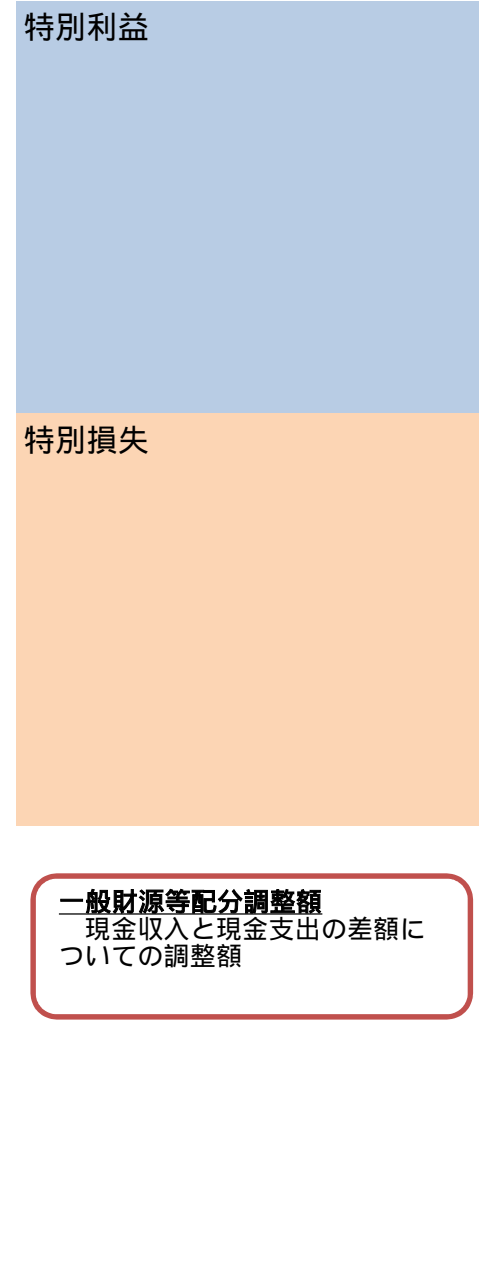 特別利益
特別損失
一般財源等配分調整額
　現金収入と現金支出の差額に
ついての調整額